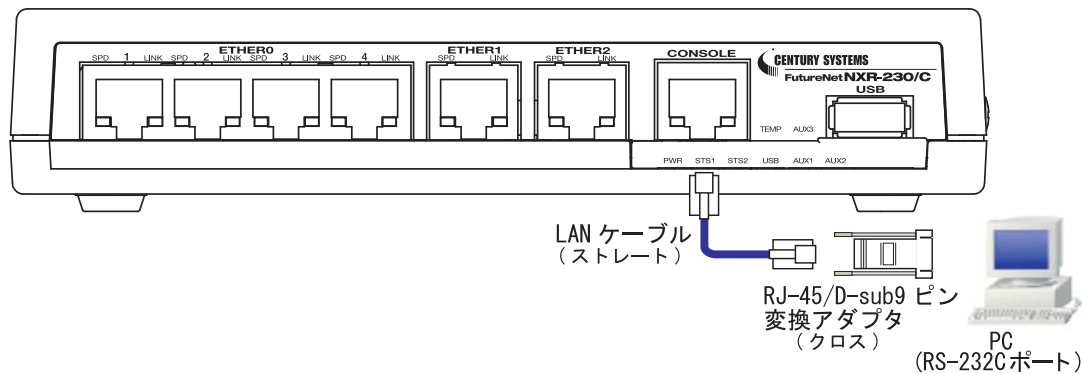 ETHER0 ETHER1 ETHER2 CONSOLE
SPD 1 LINK SPD 2 LINK SPD 3 LINK SPD 4 LINK SPD LINK SPD LINK
CENTURY SYSTEMS
FutureNet NXR-230/C
USB
TEMP AUX3
PWR STS1 STS2 USB AUX1 AUX2
LAN ケーブル
(ストレート)
RJ-45/D-sub9 ピン
変換アダプタ
(クロス)
PC
(RS-232Cポート)